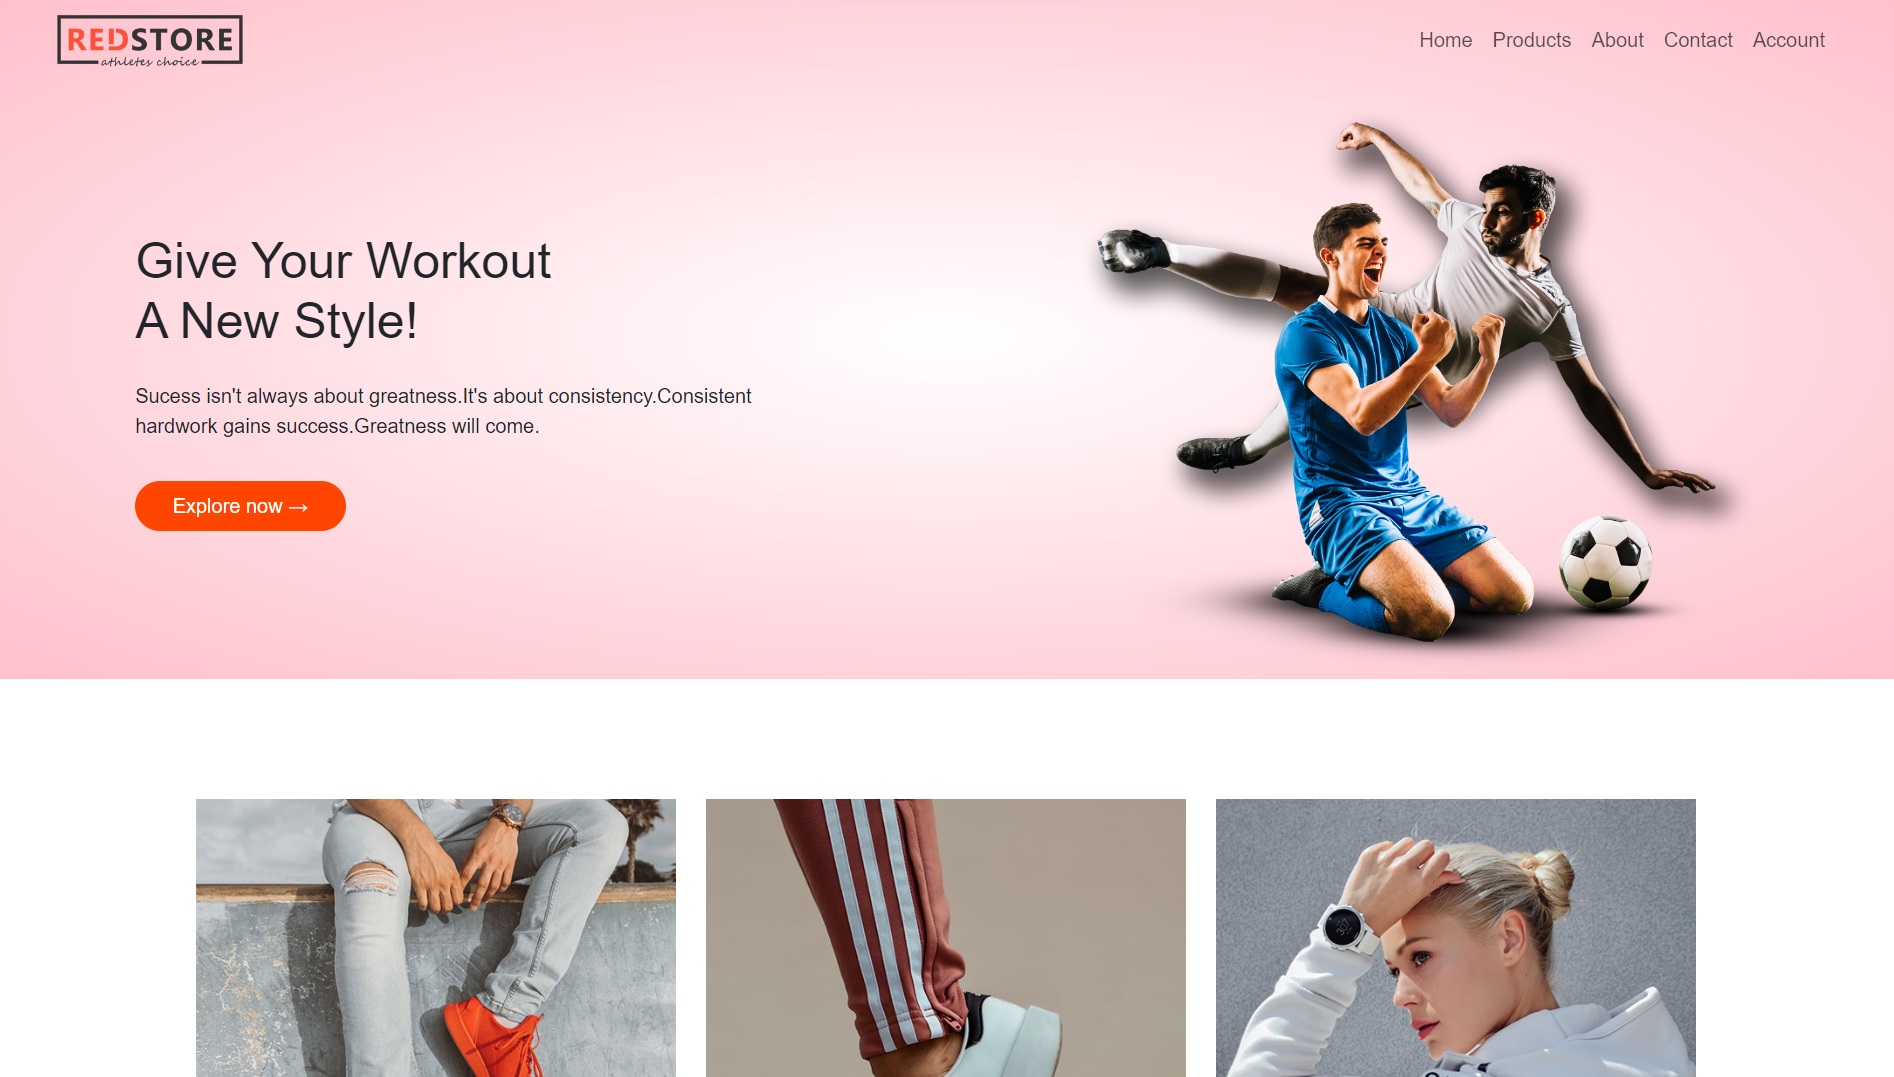 REDSTORE
athletes choice
Home Products About Contact Account
Give Your Workout
A New Style!
Sucess isn't always about greatness.It's about consistency.Consistent
hardwork gains success.Greatness will come.
Explore now →